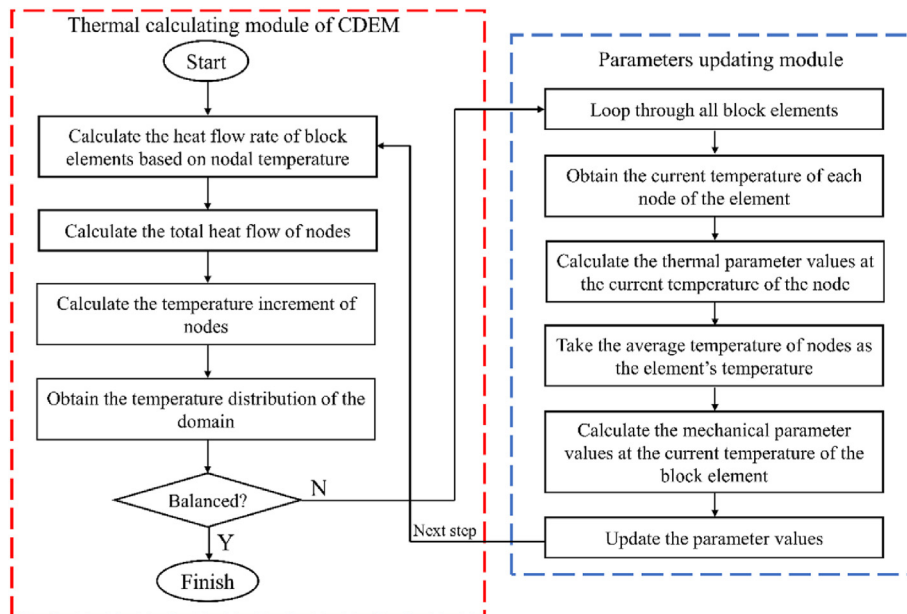 Thermal calculating module of CDEM
Start
Calculate the heat flow rate of block
elements based on nodal temperature
Calculate the total heat flow of nodes
Calculate the temperature increment of
nodes
Obtain the temperature distribution of the
domain
Balanced?
N
Y
Finish
Next step
Parameters updating module
Loop through all block elements
Obtain the current temperature of each
node of the element
Calculate the thermal parameter values at
the current temperature of the node
Take the average temperature of nodes as
the element's temperature
Calculate the mechanical parameter
values at the current temperature of the
block element
Update the parameter values